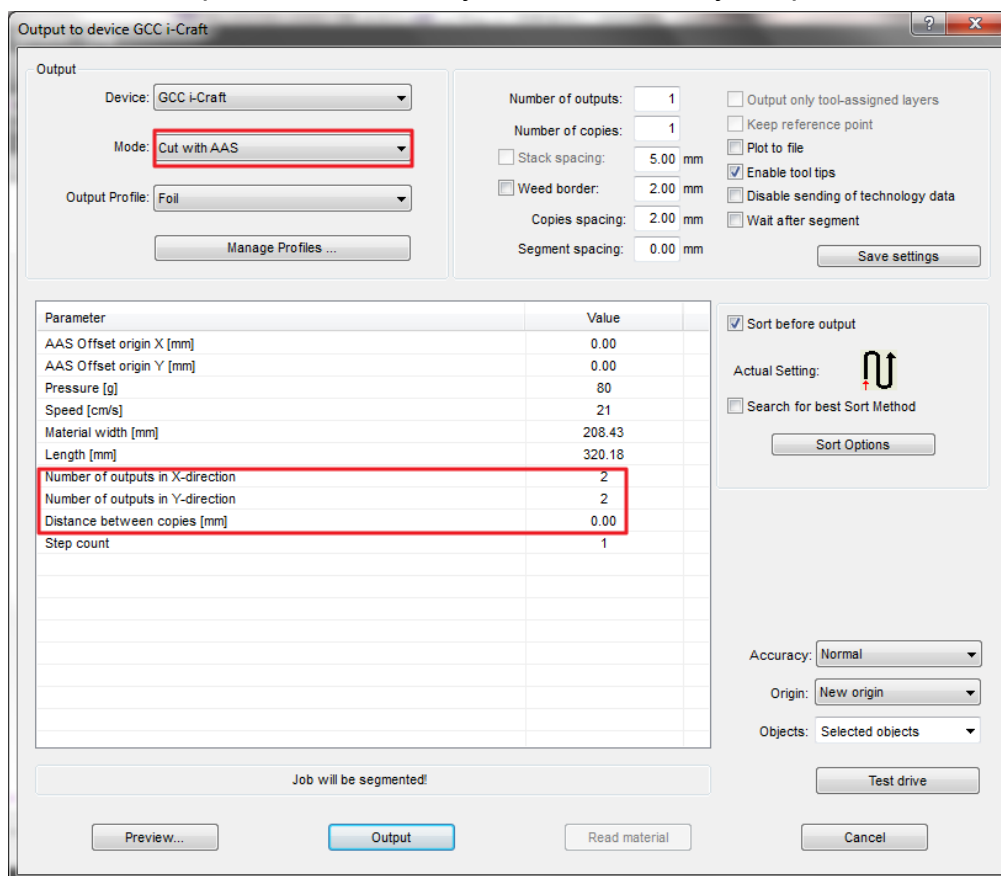 Output to device GCC i-Craft
?
X
Output
Device: GCC i-Craft
Mode: Cut with AAS
Output Profile: Foil
Manage Profiles ...
Number of outputs: 1
Number of copies: 1
Stack spacing: 5.00 mm
Weed border: 2.00 mm
Copies spacing: 2.00 mm
Segment spacing: 0.00 mm
Output only tool-assigned layers
Keep reference point
Plot to file
Enable tool tips
Disable sending of technology data
Wait after segment
Save settings
Parameter Value
AAS Offset origin X [mm] 0.00
AAS Offset origin Y [mm] 0.00
Pressure [g] 80
Speed [cm/s] 21
Material width [mm] 208.43
Length [mm] 320.18
Number of outputs in X-direction 2
Number of outputs in Y-direction 2
Distance between copies [mm] 0.00
Step count 1
Sort before output
Actual Setting:
Search for best Sort Method
Sort Options
Accuracy: Normal
Origin: New origin
Objects: Selected objects
Job will be segmented!
Test drive
Preview...
Output
Read material
Cancel